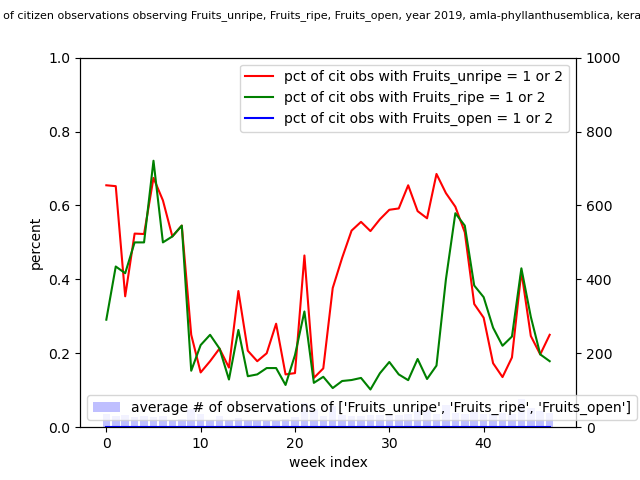 of citizen observations observing Fruits_unripe, Fruits_ripe, Fruits_open, year 2019, amla-phyllanthusemblica, kera
1.0
0.8
0.6
0.4
0.2
0.0
percent
1000
800
600
400
200
0
pct of cit obs with Fruits_unripe = 1 or 2
pct of cit obs with Fruits_ripe = 1 or 2
pct of cit obs with Fruits_open = 1 or 2
average # of observations of ['Fruits_unripe', 'Fruits_ripe', 'Fruits_open']
0 10 20 30 40
week index